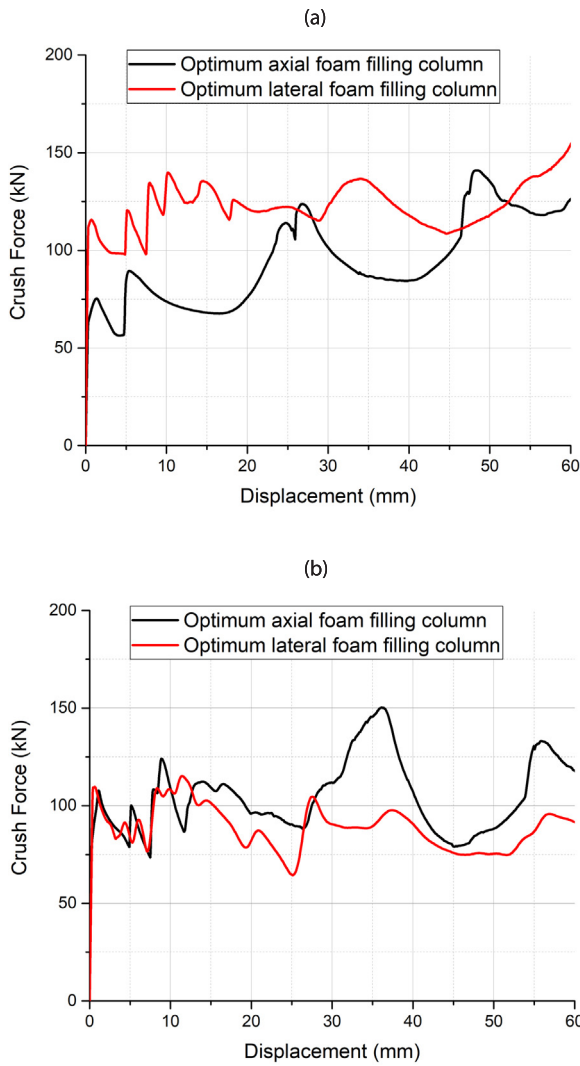 (a)
200
150
100
50
0
Crush Force (kN)
Optimum axial foam filling column
Optimum lateral foam filling column
0 10 20 30 40 50 60
Displacement (mm)
(b)
200
150
100
50
0
Crush Force (kN)
Optimum axial foam filling column
Optimum lateral foam filling column
0 10 20 30 40 50 60
Displacement (mm)